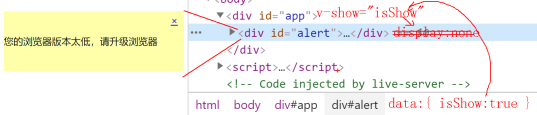 ×
您的浏览器版本太低，请升级浏览器
<body>
▼<div id="app"> v-show="isShow"
▶<div id="alert">…</div> display:none
</div>
▶<script>…</script>
<!-- Code injected by live-server -->
html body div#app div#alert data:{ isShow:true }